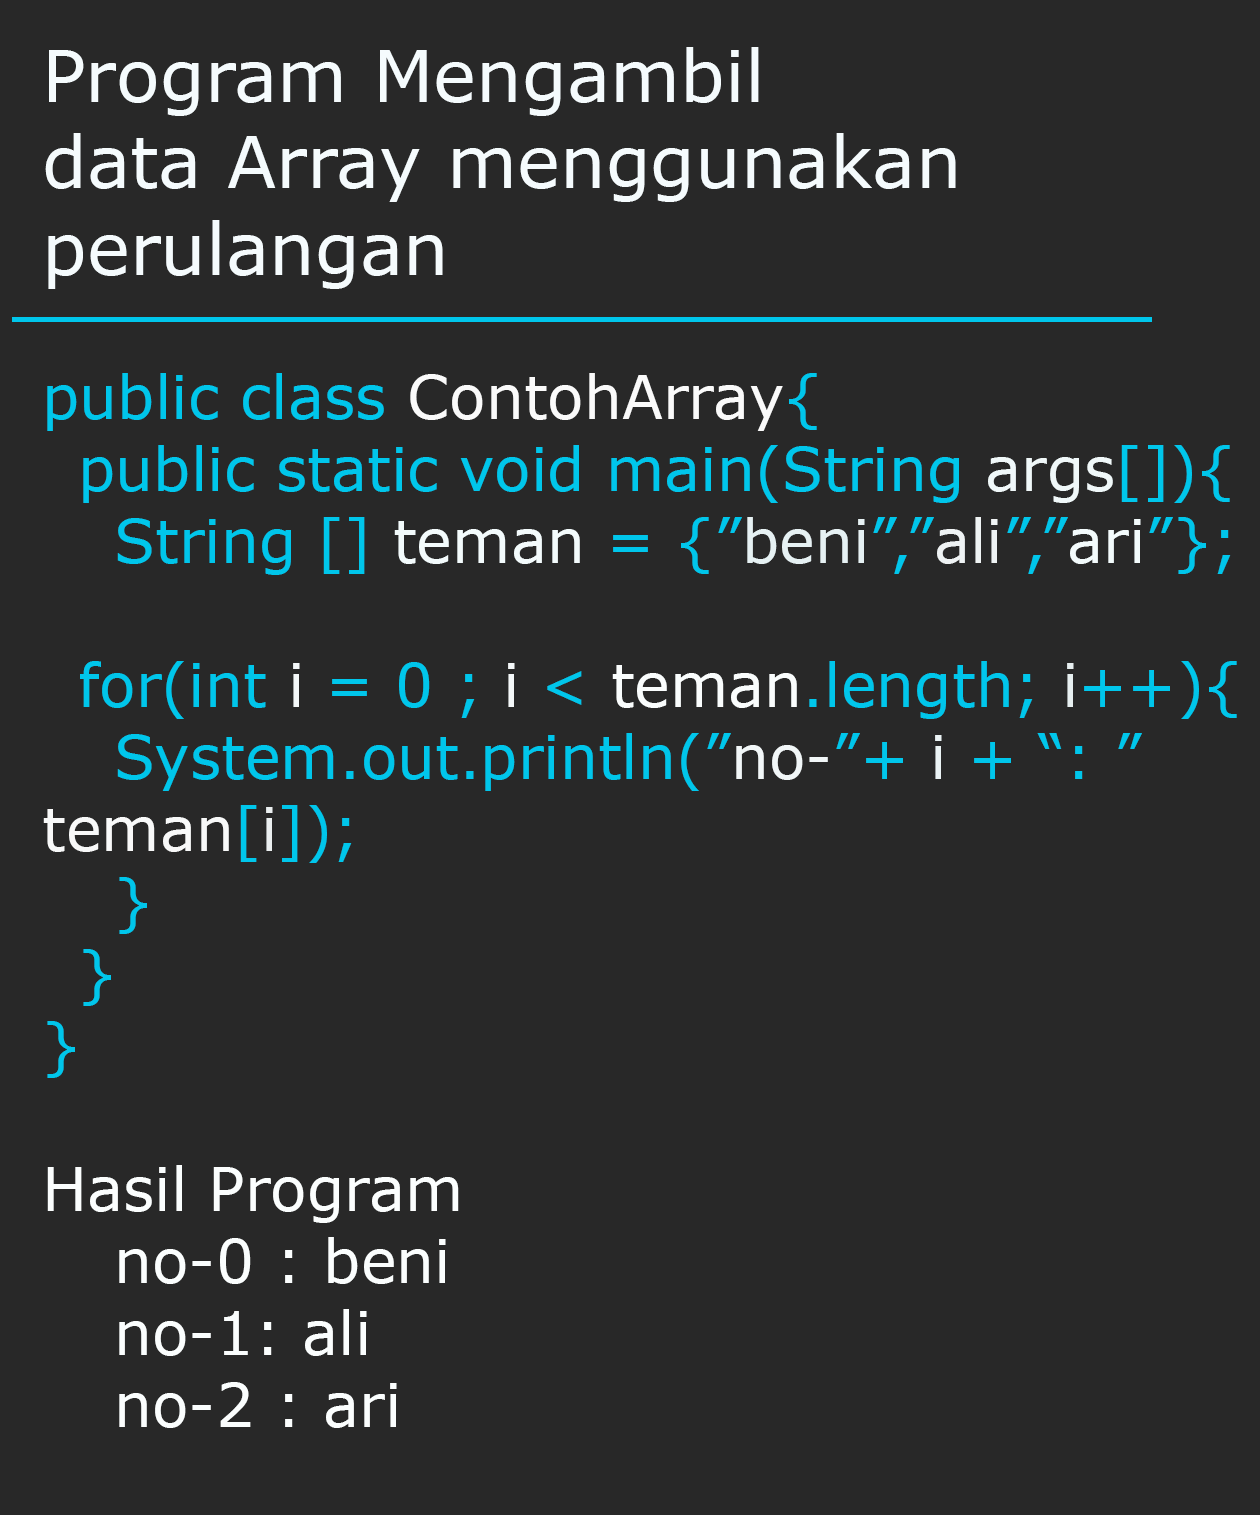 Program Mengambil
data Array menggunakan
perulangan
public class ContohArray{
public static void main(String args[]){
String [] teman = {”beni”,”ali”,”ari”};
for(int i = 0 ; i < teman.length; i++){
System.out.println(”no-”+ i + “: ”
teman[i]);
}
}
}
Hasil Program
no-0 : beni
no-1: ali
no-2 : ari